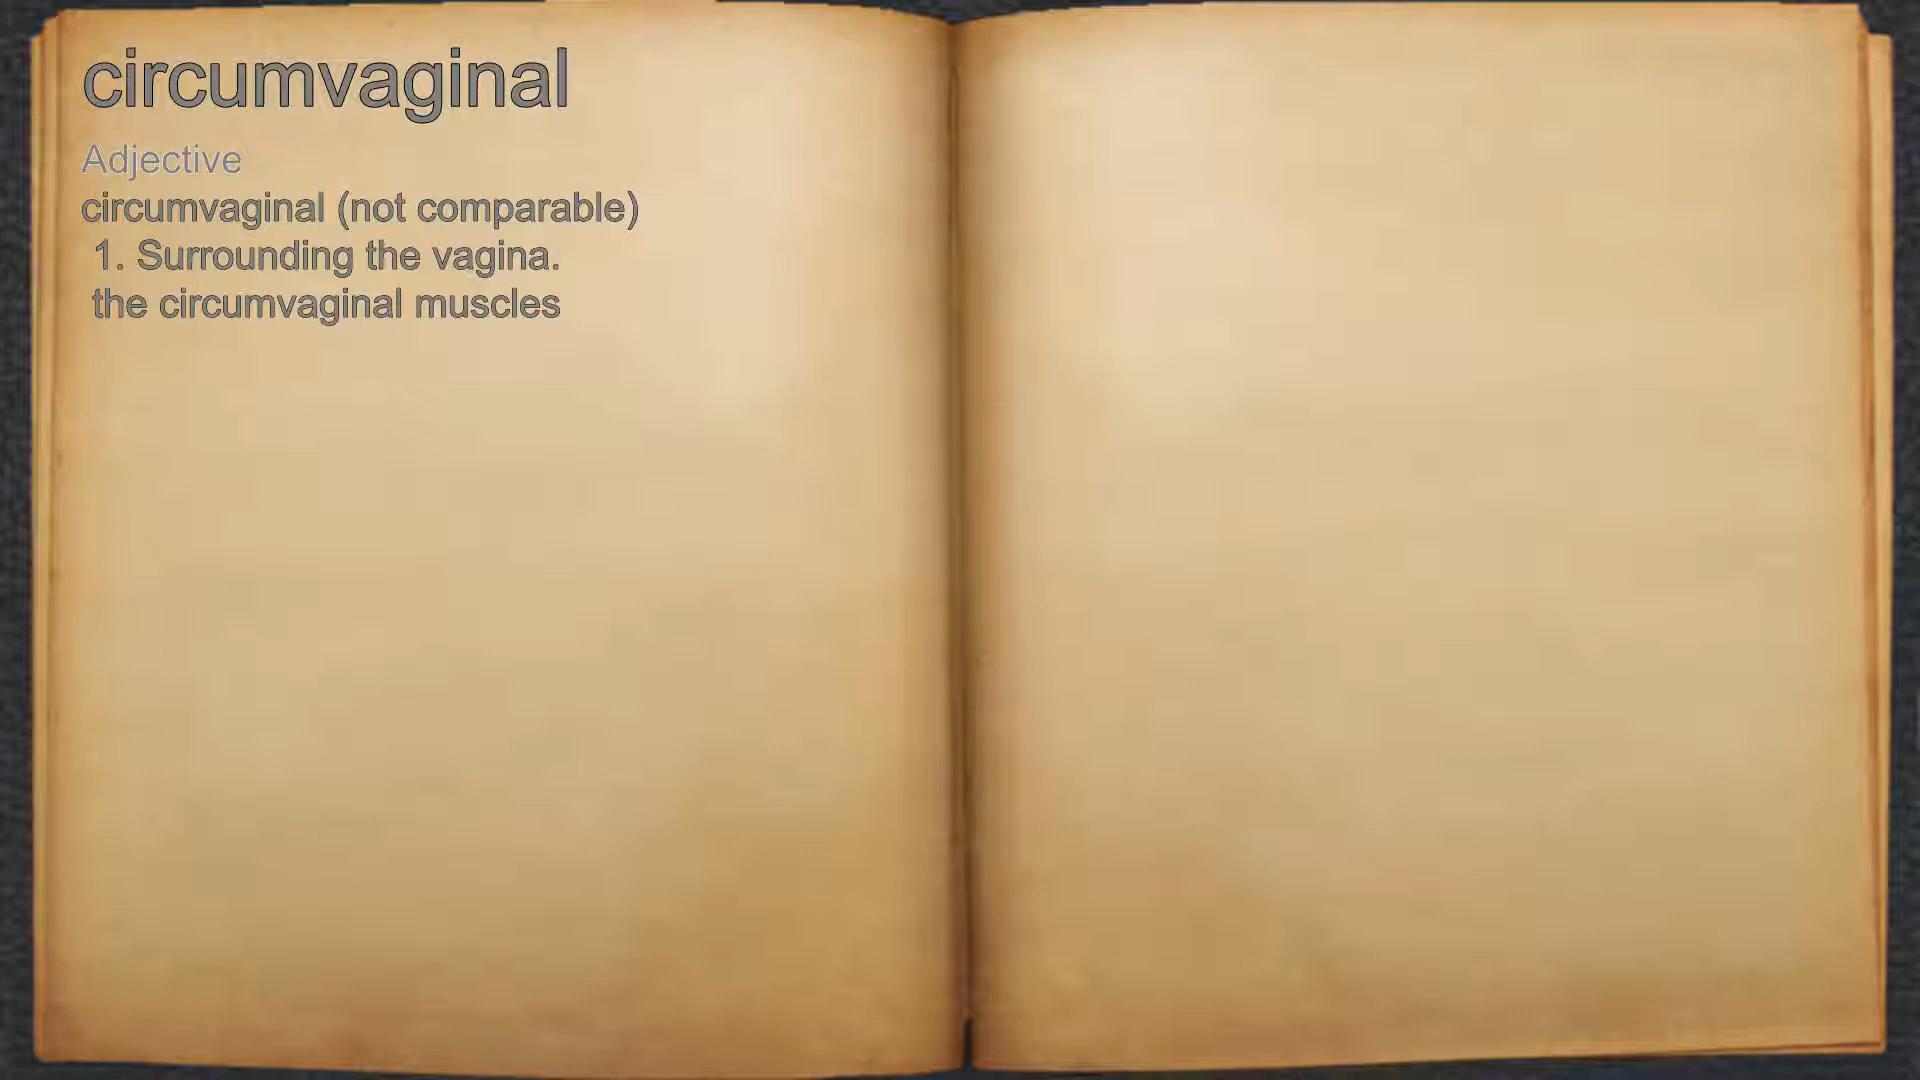 circumvaginal
Adjective
circumvaginal (not comparable)
1. Surrounding the vagina.
the circumvaginal muscles